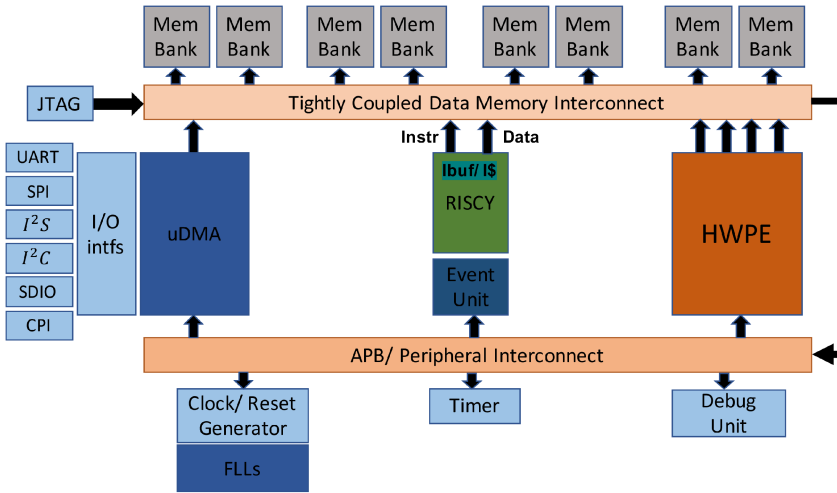 Mem Bank
Mem Bank
Mem Bank
Mem Bank
Mem Bank
Mem Bank
Mem Bank
Mem Bank
JTAG
Tightly Coupled Data Memory Interconnect
Instr
Data
UART
SPI
I²S
I²C
SDIO
CPI
I/O
intfs
uDMA
Ibuf/ I$
RISCY
Event
Unit
HWPE
APB/ Peripheral Interconnect
Clock/ Reset
Generator
FLLs
Timer
Debug
Unit